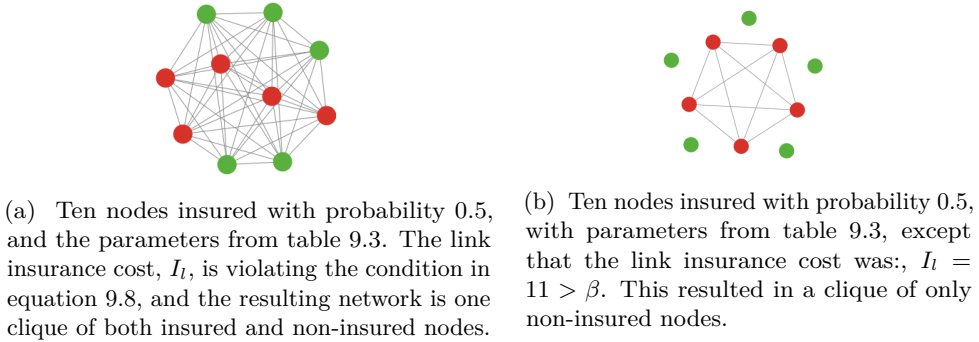 (a) Ten nodes insured with probability 0.5,
and the parameters from table 9.3. The link
insurance cost, I_l, is violating the condition in
equation 9.8, and the resulting network is one
clique of both insured and non-insured nodes.
(b) Ten nodes insured with probability 0.5,
with parameters from table 9.3, except
that the link insurance cost was:, I_l =
11 > β. This resulted in a clique of only
non-insured nodes.